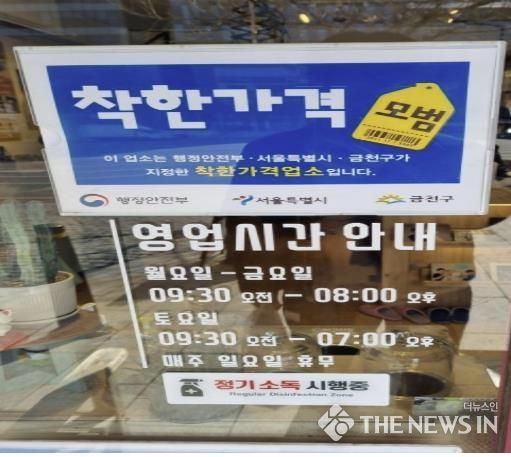 착한가격
모범
이 업소는 행정안전부 · 서울특별시 · 금천구가
지정한 착한가격업소입니다.
행정안전부 서울특별시 금천구
영업시간 안내
월요일 – 금요일
09:30 오전 – 08:00 오후
토요일
09:30 오전 – 07:00 오후
매주 일요일 휴무
정기 소독 시행중
Regular Disinfection Zone
더뉴스인
THE NEWS IN